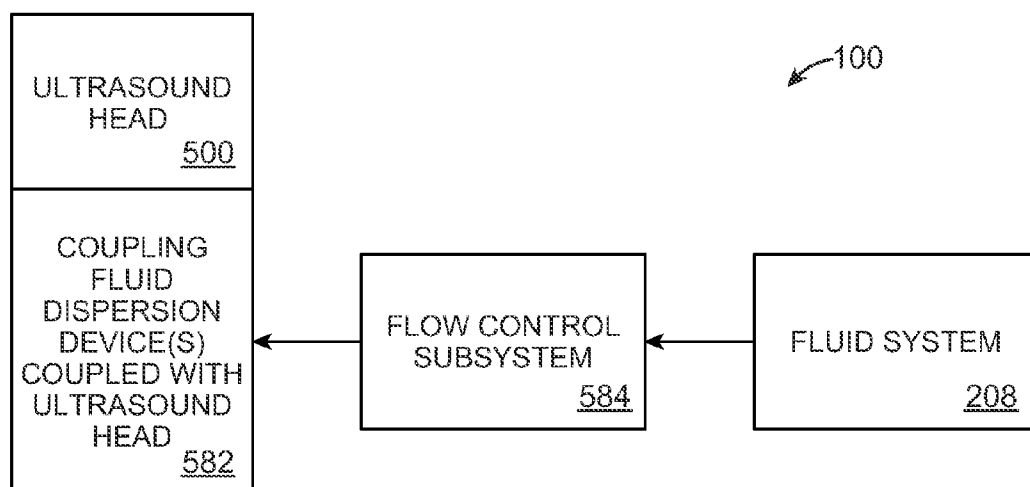 ULTRASOUND
HEAD
500
100
COUPLING
FLUID
DISPERSION
DEVICE(S)
COUPLED WITH
ULTRASOUND
HEAD
582
FLOW CONTROL
SUBSYSTEM
584
FLUID SYSTEM
208